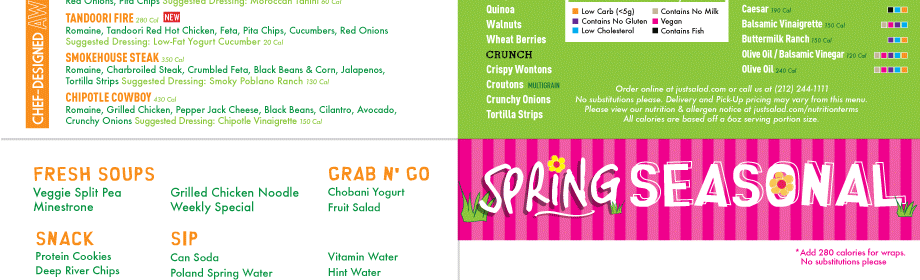 Red Onions, Pita Chips Suggested Dressing: Moroccan Tahini 60 Cal
TANDOORI FIRE 280 Cal NEW
Romaine, Tandoori Red Hot Chicken, Feta, Pita Chips, Cucumbers, Red Onions
Suggested Dressing: Low-Fat Yogurt Cucumber 20 Cal
SMOKEHOUSE STEAK 350 Cal
Romaine, Charbroiled Steak, Crumbled Feta, Black Beans & Corn, Jalapenos,
Tortilla Strips Suggested Dressing: Smoky Poblano Ranch 130 Cal
CHIPOTLE COWBOY 430 Cal
Romaine, Grilled Chicken, Pepper Jack Cheese, Black Beans, Cilantro, Avocado,
Crunchy Onions Suggested Dressing: Chipotle Vinaigrette 150 Cal
CHEF-DESIGNED AW
Quinoa
Walnuts
Wheat Berries
CRUNCH
Crispy Wontons
Croutons MULTIGRAIN
Crunchy Onions
Tortilla Strips
Low Carb (<5g)
Contains No Gluten
Low Cholesterol
Contains No Milk
Vegan
Contains Fish
Caesar 190 Cal
Balsamic Vinaigrette 150 Cal
Buttermilk Ranch 150 Cal
Olive Oil / Balsamic Vinegar 120 Cal
Olive Oil 240 Cal
Order online at justsalad.com or call us at (212) 244-1111
No substitutions please. Delivery and Pick-Up pricing may vary from this menu.
Please view our nutrition & allergen notice at justsalad.com/nutritionterms
All calories are based off a 6oz serving portion size.
FRESH SOUPS
Veggie Split Pea
Minestrone
Grilled Chicken Noodle
Weekly Special
GRAB N' GO
Chobani Yogurt
Fruit Salad
SNACK
Protein Cookies
Deep River Chips
SIP
Can Soda
Poland Spring Water
Vitamin Water
Hint Water
SPRING SEASONAL
*Add 280 calories for wraps.
No substitutions please